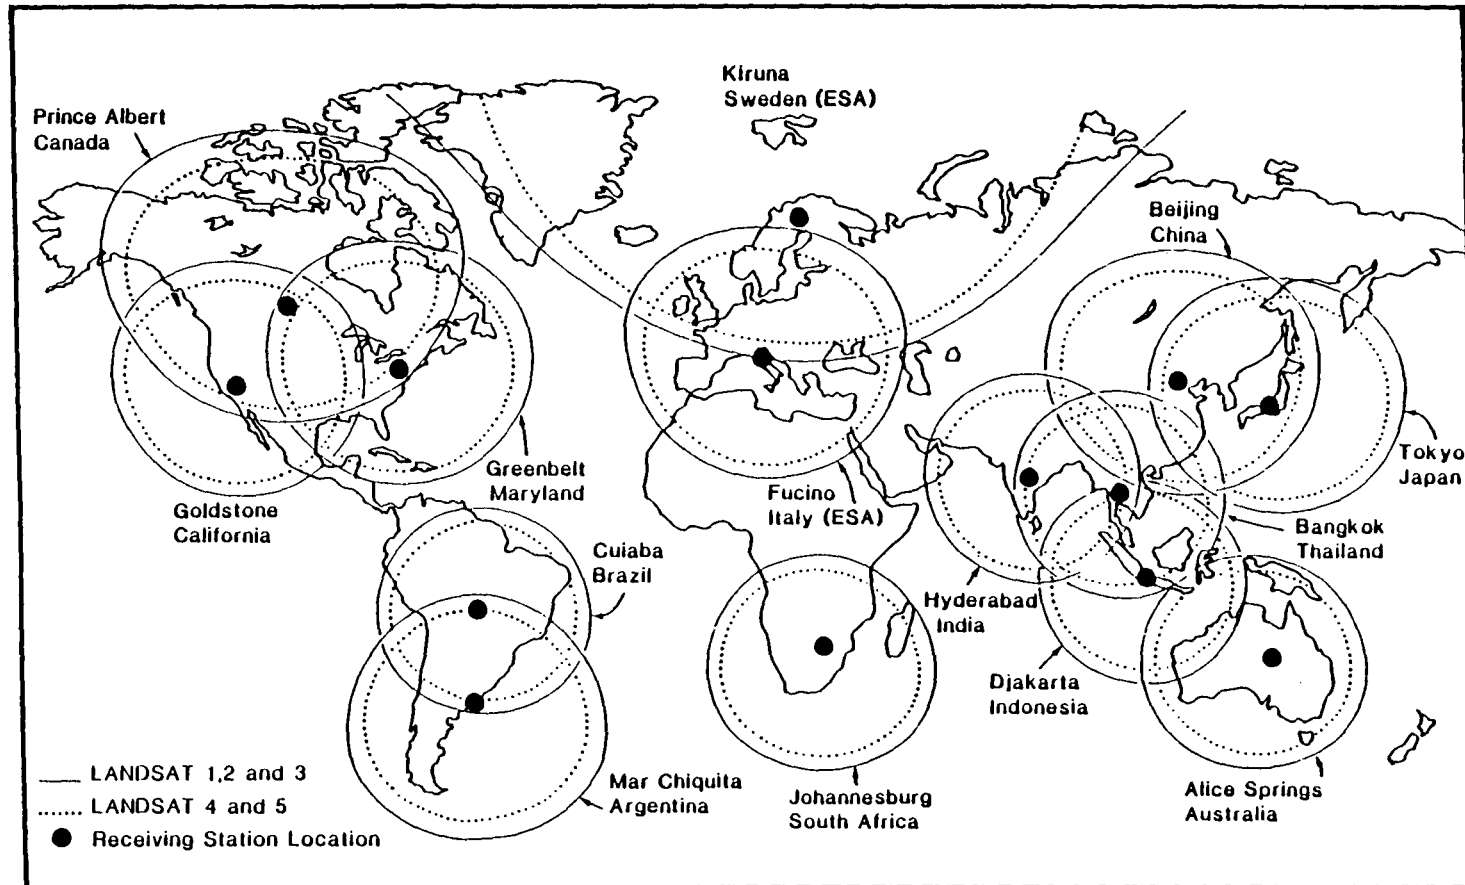 Kiruna
Sweden (ESA)
Prince Albert
Canada
Beijing
China
Greenbelt
Maryland
Goldstone
California
Fucino
Italy (ESA)
Tokyo
Japan
Bangkok
Thailand
Cuiaba
Brazil
Hyderabad
India
Djakarta
Indonesia
Mar Chiquita
Argentina
Johannesburg
South Africa
Alice Springs
Australia
LANDSAT 1,2 and 3
LANDSAT 4 and 5
Receiving Station Location